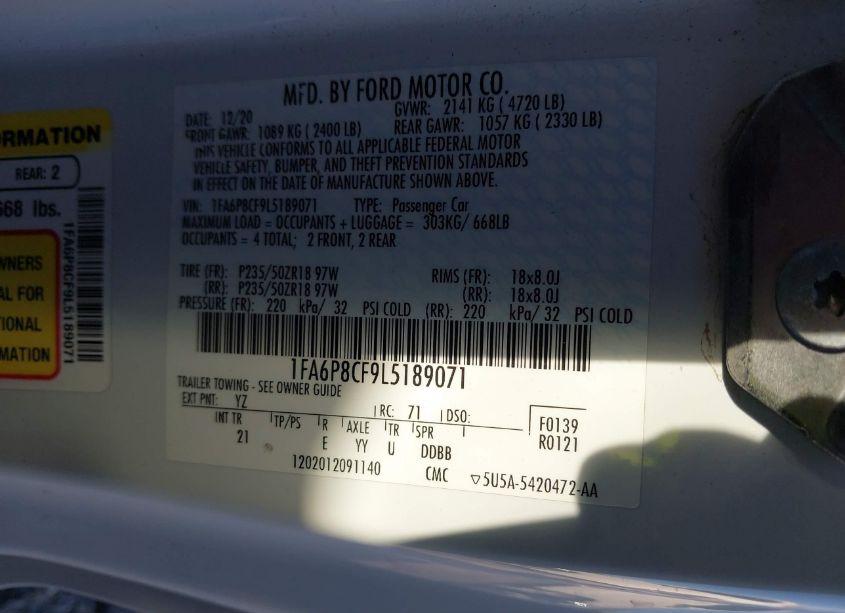 MFD. BY FORD MOTOR CO.
DATE: 12/20 GVWR: 2141 KG ( 4720 LB)
FRONT GAWR: 1089 KG ( 2400 LB) REAR GAWR: 1057 KG ( 2330 LB)
THIS VEHICLE CONFORMS TO ALL APPLICABLE FEDERAL MOTOR
VEHICLE SAFETY, BUMPER, AND THEFT PREVENTION STANDARDS
IN EFFECT ON THE DATE OF MANUFACTURE SHOWN ABOVE.
VIN: 1FA6P8CF9L5189071 TYPE: Passenger Car
MAXIMUM LOAD = OCCUPANTS + LUGGAGE = 303KG/ 668LB
OCCUPANTS = 4 TOTAL; 2 FRONT, 2 REAR
TIRE (FR): P235/50ZR18 97W RIMS (FR): 18x8.0J
(RR): P235/50ZR18 97W (RR): 18x8.0J
PRESSURE (FR): 220 kPa/ 32 PSI COLD (RR): 220 kPa/ 32 PSI COLD
1FA6P8CF9L5189071
TRAILER TOWING - SEE OWNER GUIDE
EXT PNT: YZ RC: 71 DSO:
INT TR TP/PS R AXLE TR SPR
21 E YY U DDBB
F0139
R0121
1202012091140 CMC ▽5U5A-5420472-AA
ORMATION
REAR: 2
668 lbs.
WNERS
AL FOR
TIONAL
RMATION
1FA6P8CF9L5189071